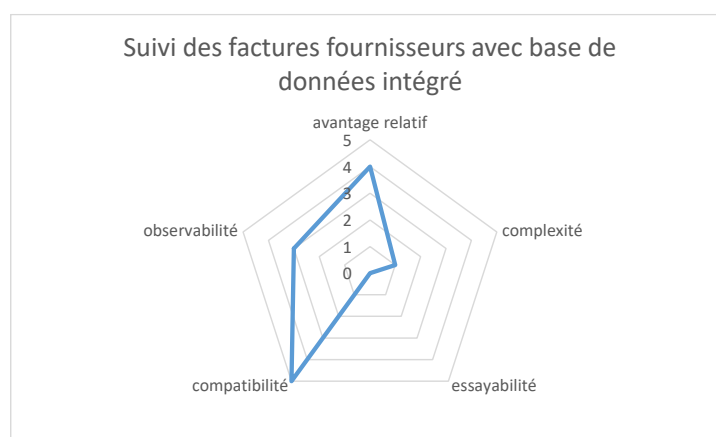 Suivi des factures fournisseurs avec base de
données intégré
avantage relatif
5
4
3
2
1
0
observabilité
complexité
compatibilité
essayabilité